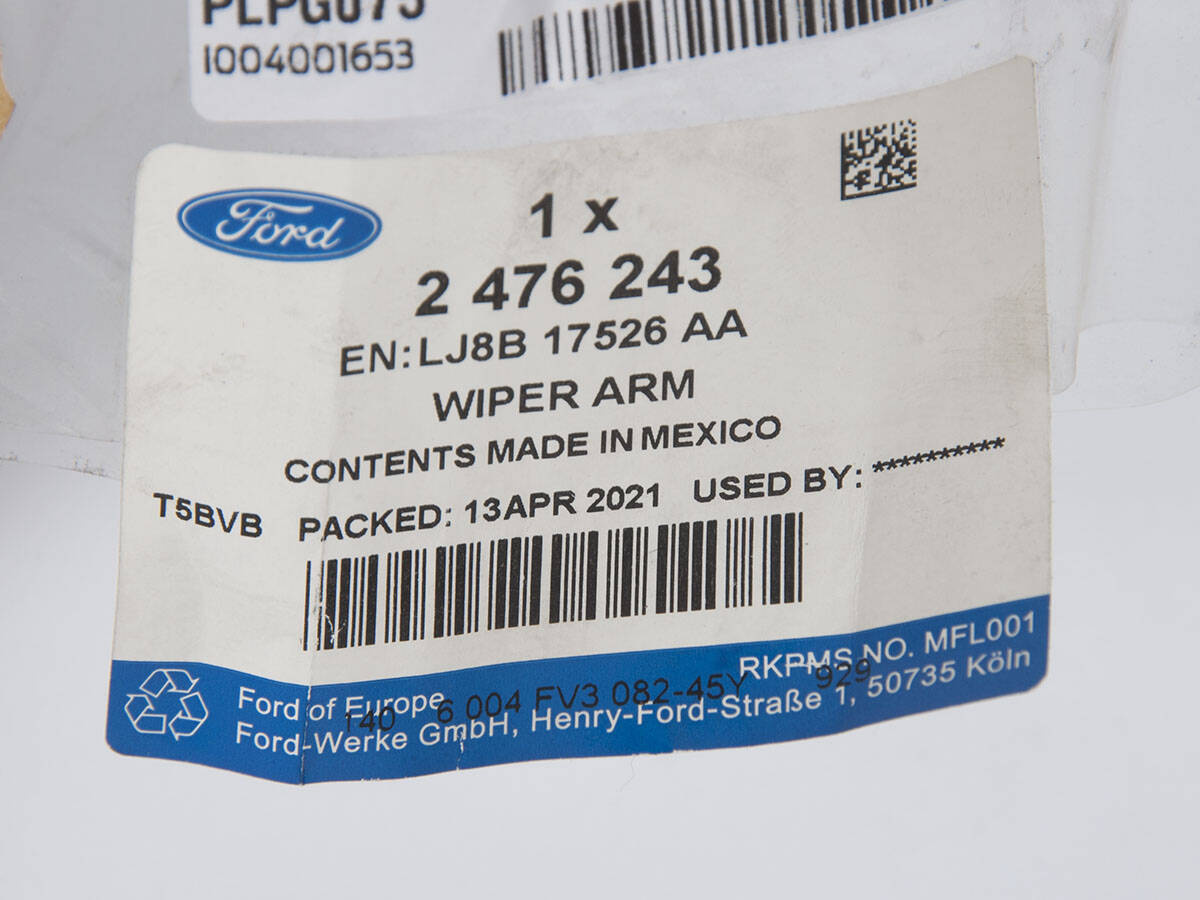 I004001653
Ford
1 x
2 476 243
EN:LJ8B 17526 AA
WIPER ARM
CONTENTS MADE IN MEXICO
T5BVB PACKED: 13APR 2021 USED BY: **********
RKPMS NO. MFL001
Ford of Europe
140 6 004 FV3 082-45Y 929
Ford-Werke GmbH, Henry-Ford-Straße 1, 50735 Köln